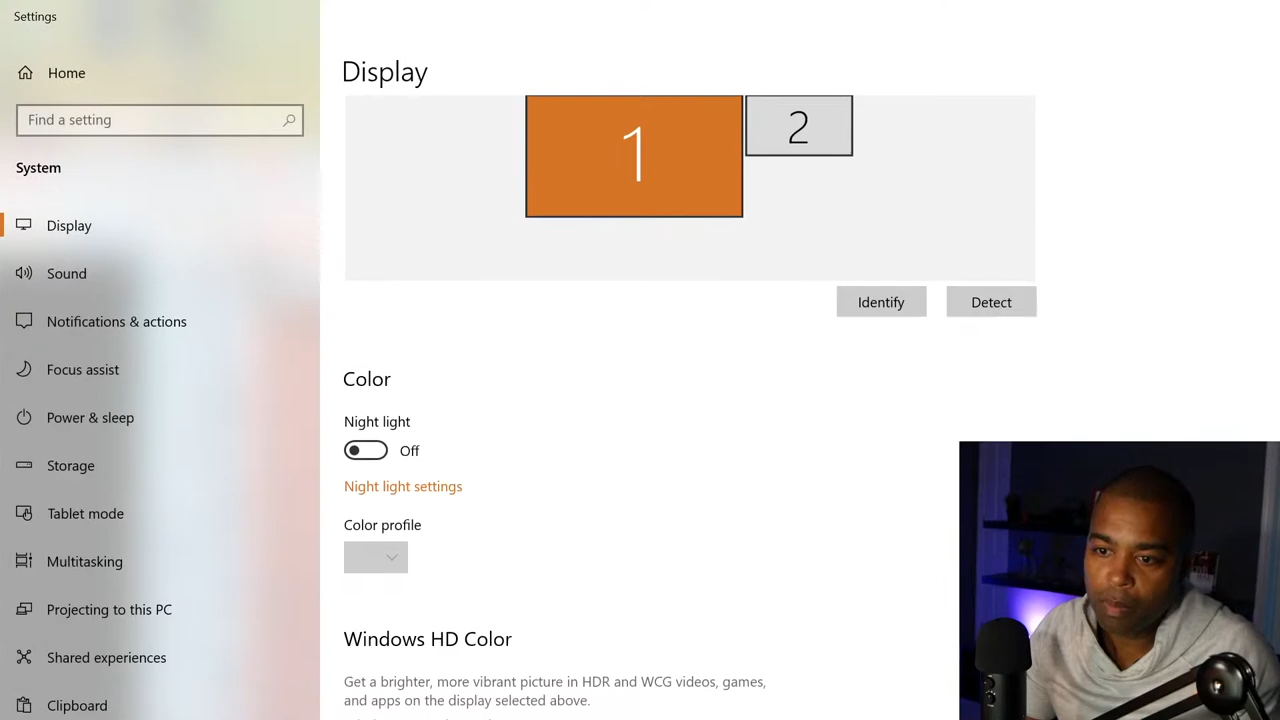 Settings
Home
Find a setting
System
Display
Sound
Notifications & actions
Focus assist
Power & sleep
Storage
Tablet mode
Multitasking
Projecting to this PC
Shared experiences
Clipboard
Display
1
2
Identify
Detect
Color
Night light
Off
Night light settings
Color profile
Windows HD Color
Get a brighter, more vibrant picture in HDR and WCG videos, games,
and apps on the display selected above.